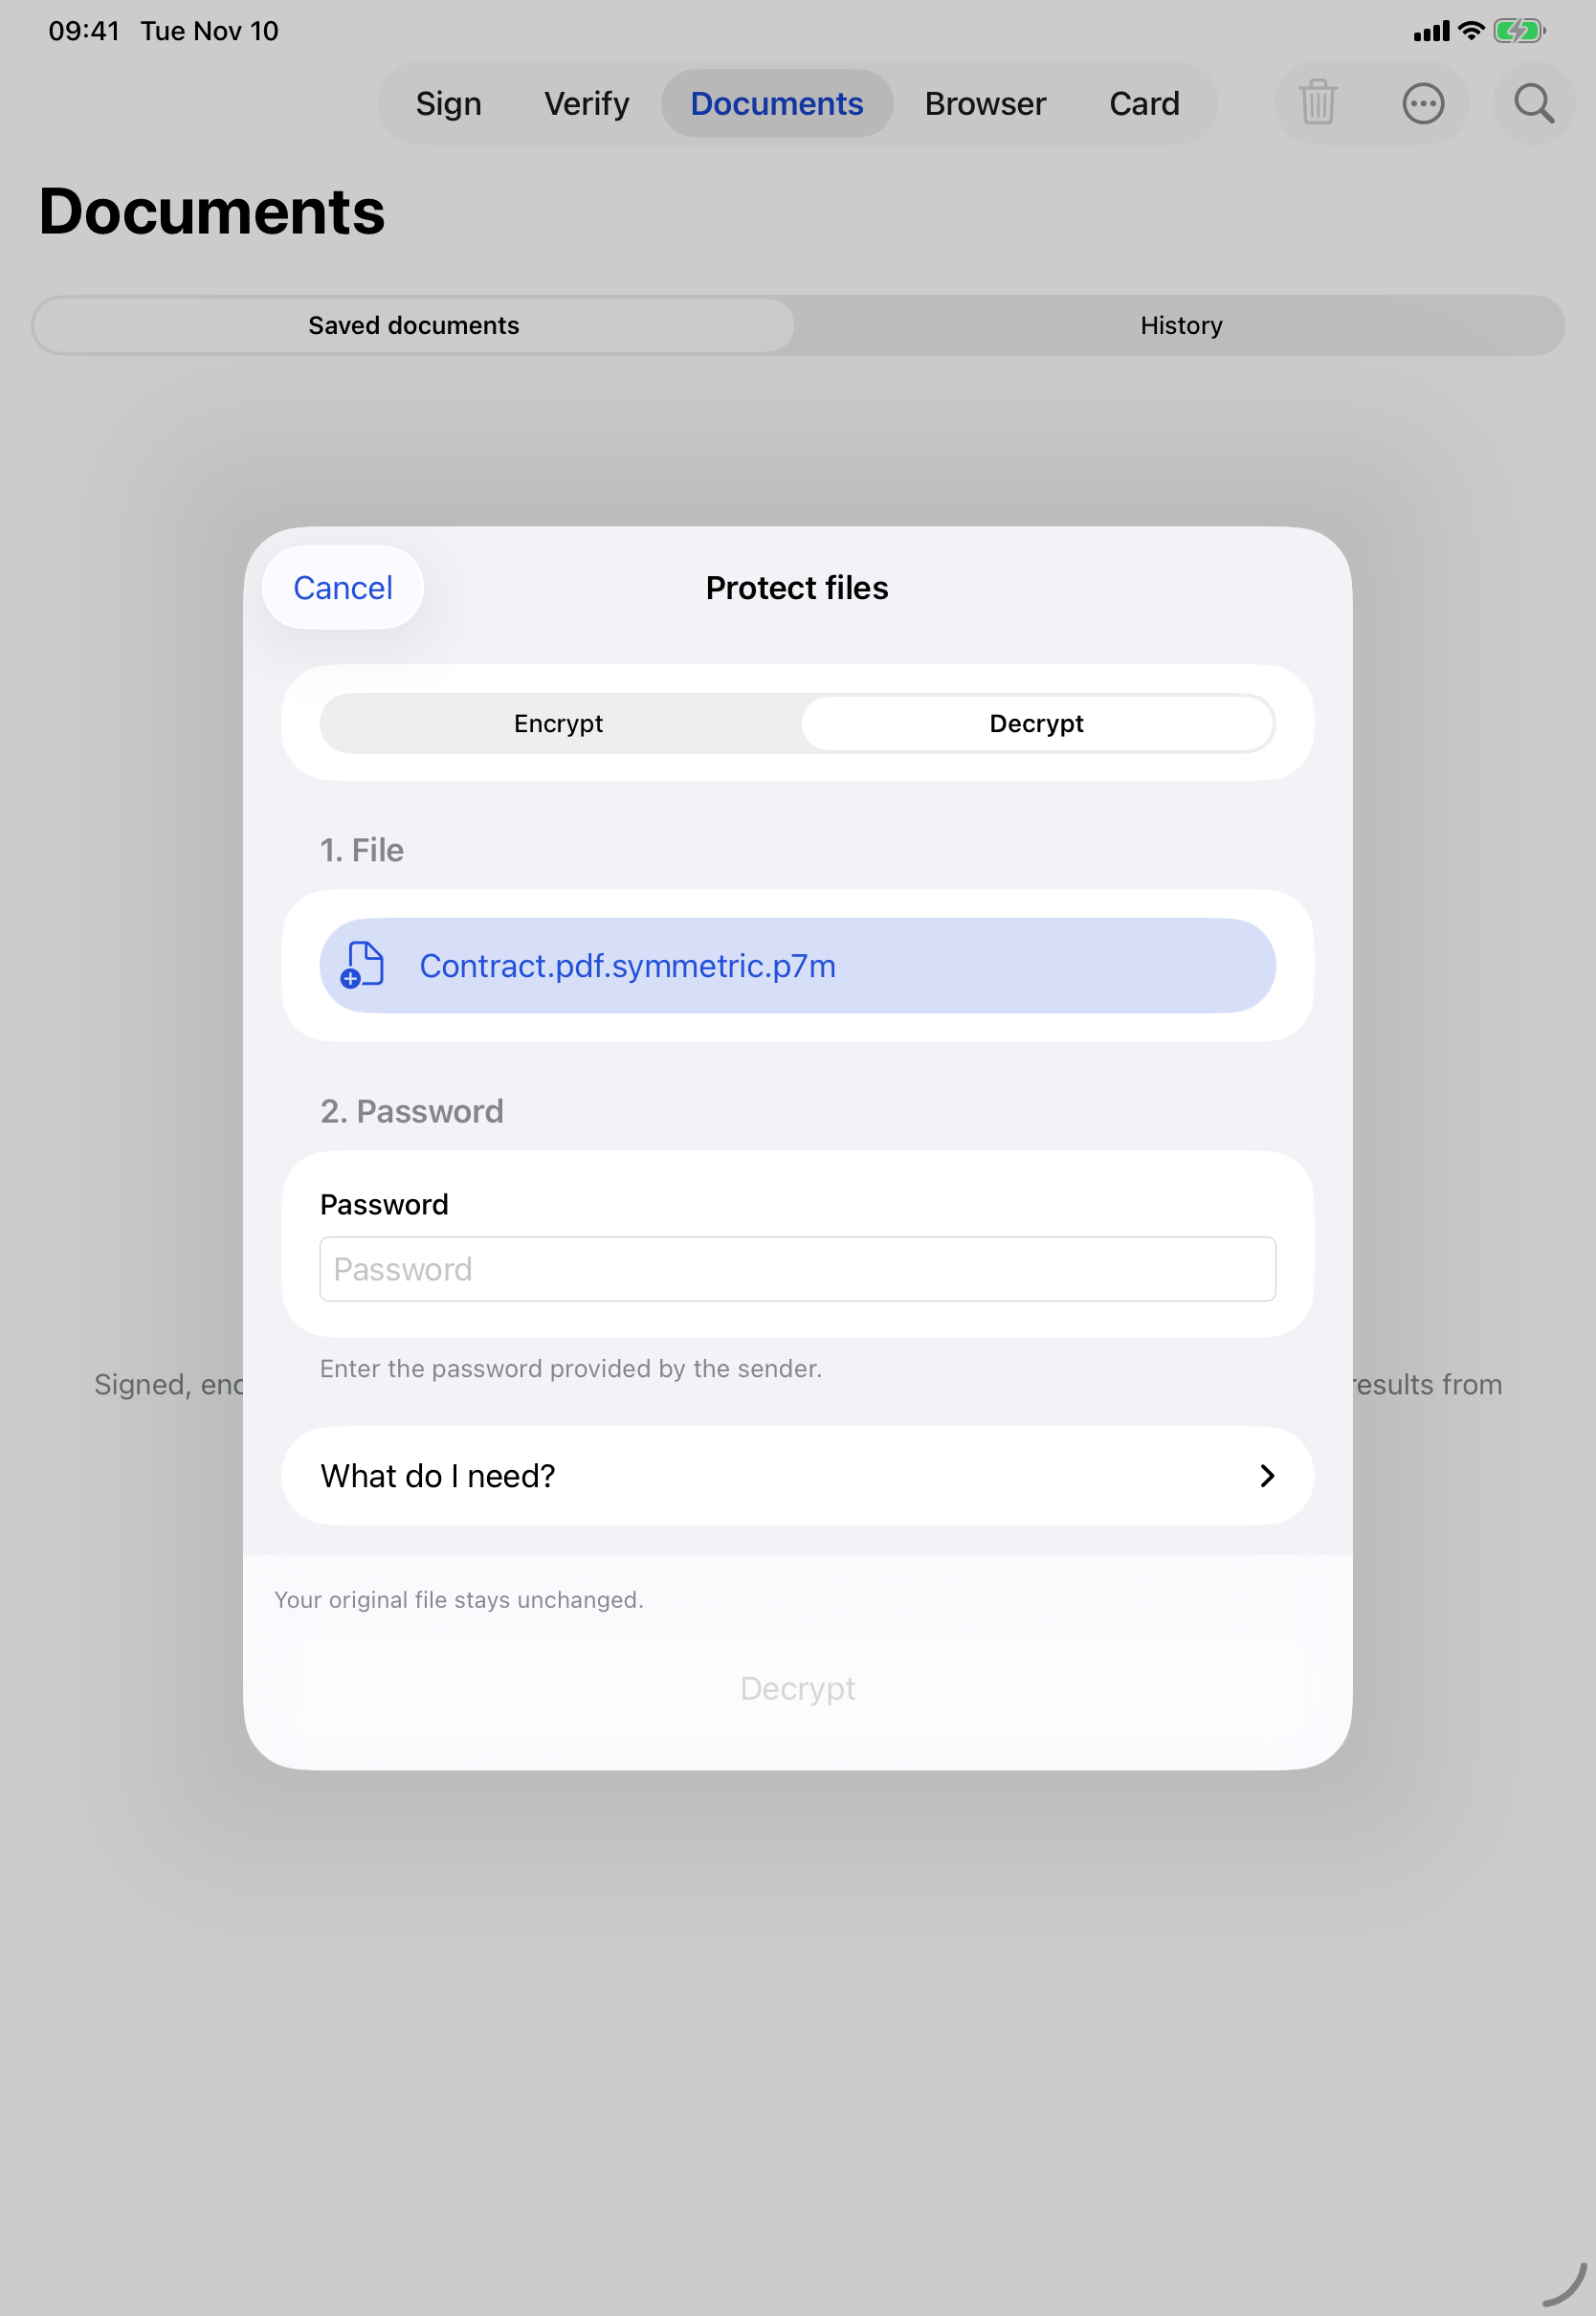 09:41 Tue Nov 10
Sign Verify Documents Browser Card
Documents
Saved documents History
Cancel Protect files
Encrypt Decrypt
1. File
Contract.pdf.symmetric.p7m
2. Password
Password
Password
Enter the password provided by the sender.
Signed, results from
What do I need?
Your original file stays unchanged.
Decrypt